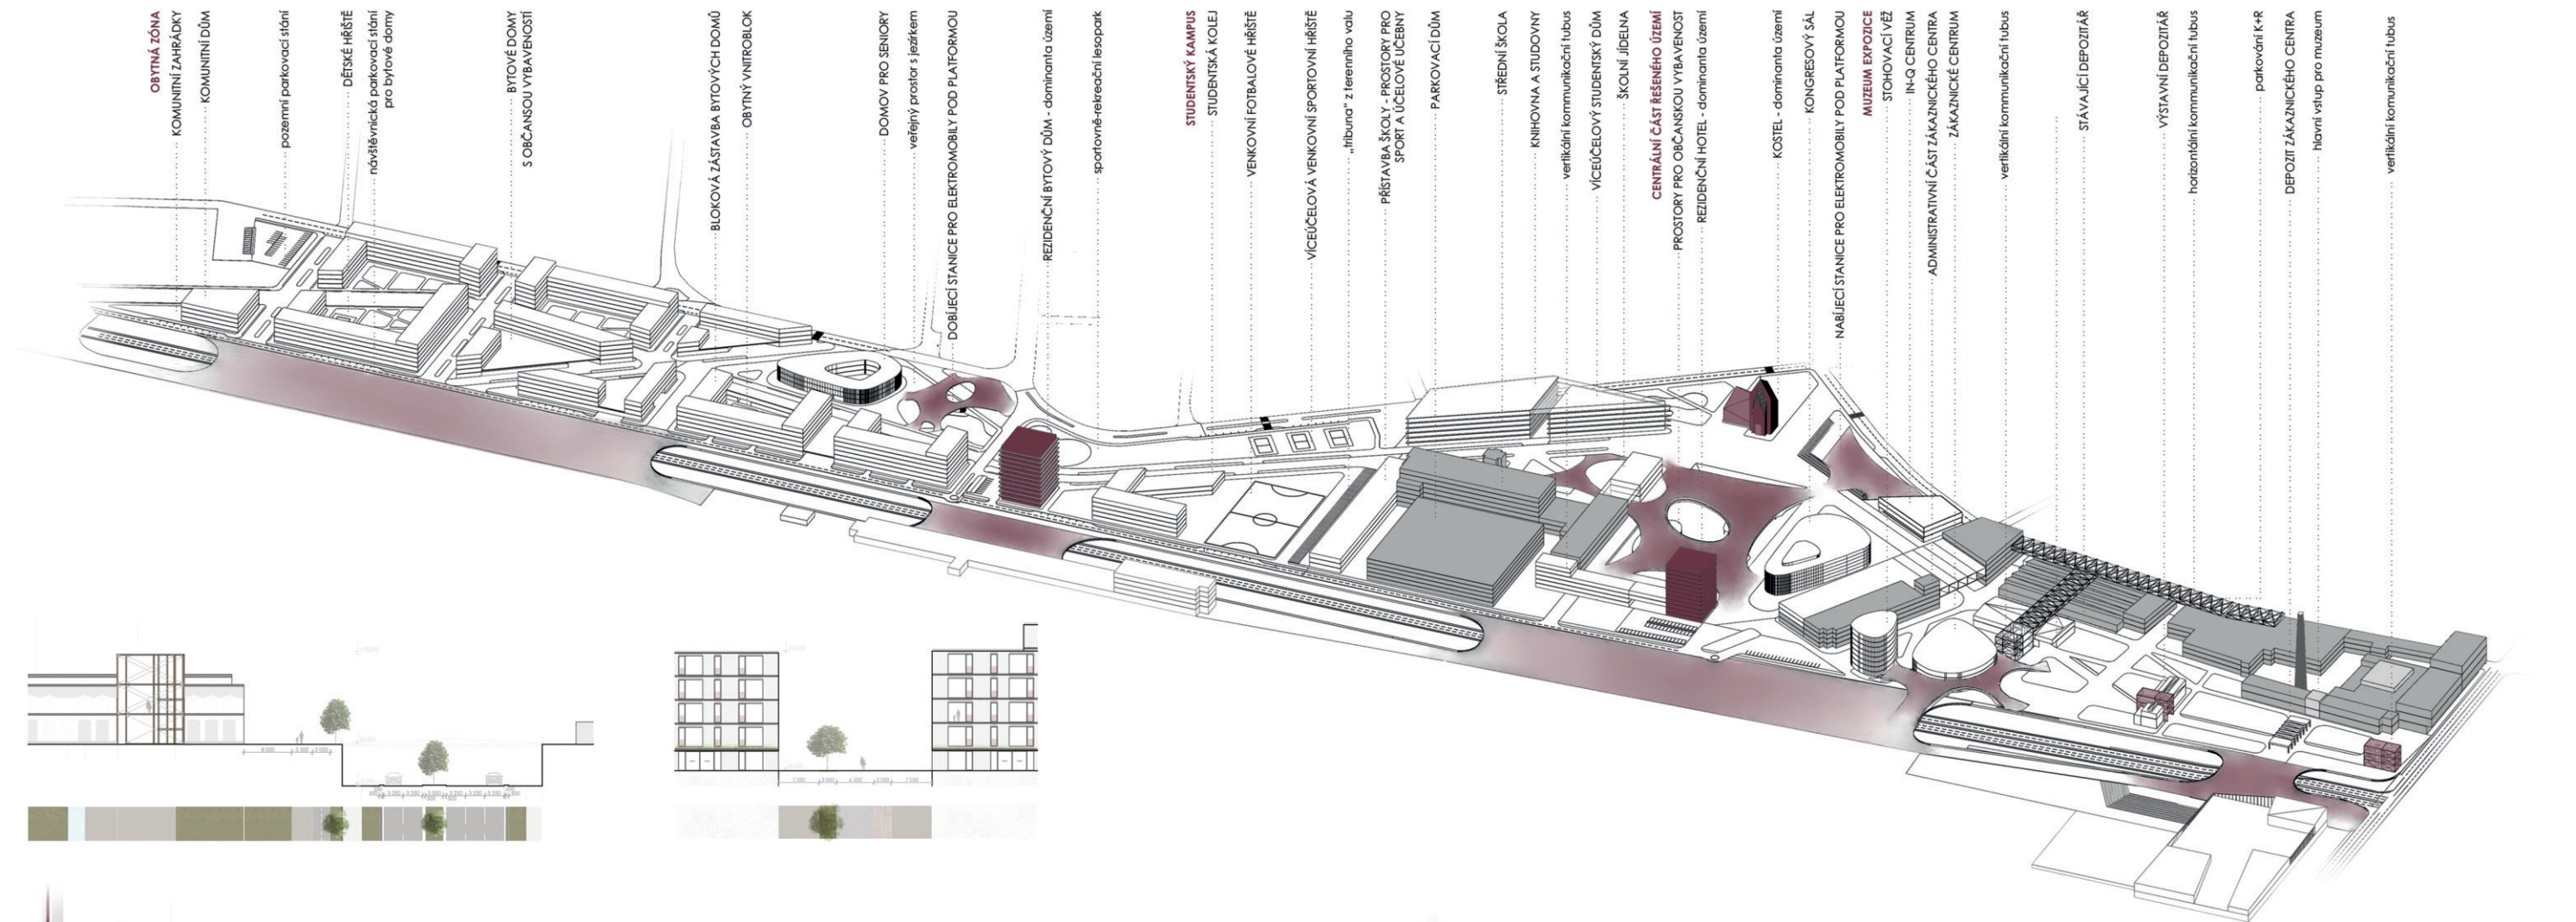 OBYTNÁ ZÓNA
KOMUNITNÍ ZAHRÁDKY
KOMUNITNÍ DŮM
pozemní parkovací stání
DĚTSKÉ HŘIŠTĚ
návštěvnická parkovací stání
pro bytové domy
BYTOVÉ DOMY
S OBČANSOU VYBAVENOSTÍ
BLOKOVÁ ZÁSTAVBA BYTOVÝCH DOMŮ
OBYTNÝ VNITROBLOK
DOMOV PRO SENIORY
veřejný prostor s jezírkem
DOBÍJECÍ STANICE PRO ELEKTROMOBILY POD PLATFORMOU
REZIDENČNÍ BYTOVÝ DŮM - dominanta území
sportovně-rekreační lesopark
STUDENTSKÝ KAMPUS
STUDENTSKÁ KOLEJ
VENKOVNÍ FOTBALOVÉ HŘIŠTĚ
VÍCEÚČELOVÁ VENKOVNÍ SPORTOVNÍ HŘIŠTĚ
„tribuna" z terenního valu
PŘÍSTAVBA ŠKOLY - PROSTORY PRO
SPORT A ÚČELOVÉ UČEBNY
PARKOVACÍ DŮM
STŘEDNÍ ŠKOLA
KNIHOVNA A STUDOVNY
vertikální kommunikační tubus
VÍCEÚČELOVÝ STUDENTSKÝ DŮM
ŠKOLNÍ JÍDELNA
CENTRÁLNÍ ČÁST ŘEŠENÉHO ÚZEMÍ
PROSTORY PRO OBČANSKOU VYBAVENOST
REZIDENČNÍ HOTEL - dominanta území
KOSTEL - dominanta území
KONGRESOVÝ SÁL
NABÍJECÍ STANICE PRO ELEKTROMOBILY POD PLATFORMOU
MUZEUM EXPOZICE
STOHOVACÍ VĚŽ
IN-Q CENTRUM
ADMINISTRATIVNÍ ČÁST ZÁKAZNICKÉHO CENTRA
ZÁKAZNICKÉ CENTRUM
vertikální kommunikační tubus
STÁVAJÍCÍ DEPOZITÁŘ
VÝSTAVNÍ DEPOZITÁŘ
horizontální kommunikační tubus
parkování K+R
DEPOZIT ZÁKAZNICKÉHO CENTRA
hlavní vstup pro muzeum
vertikální komunikační tubus